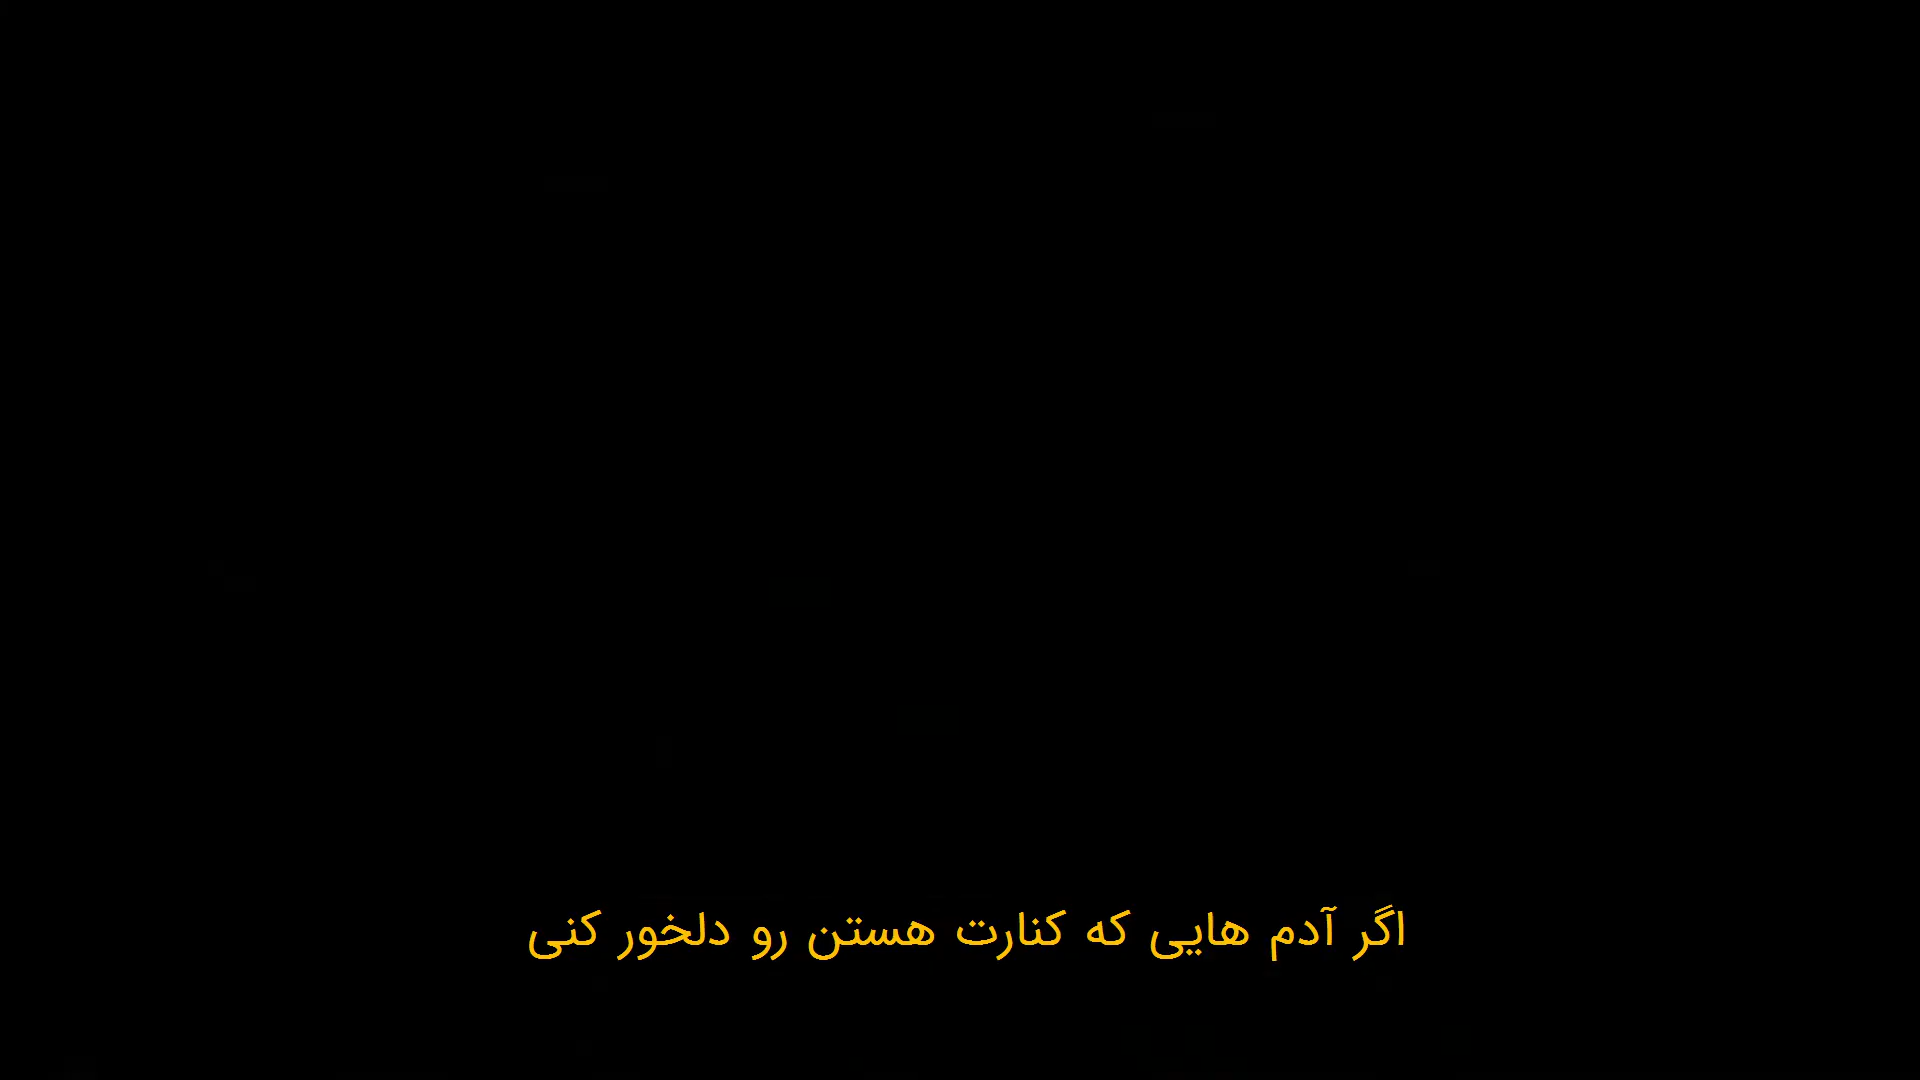 اگر آدم هایی که کنارت هستن رو دلخور کنی